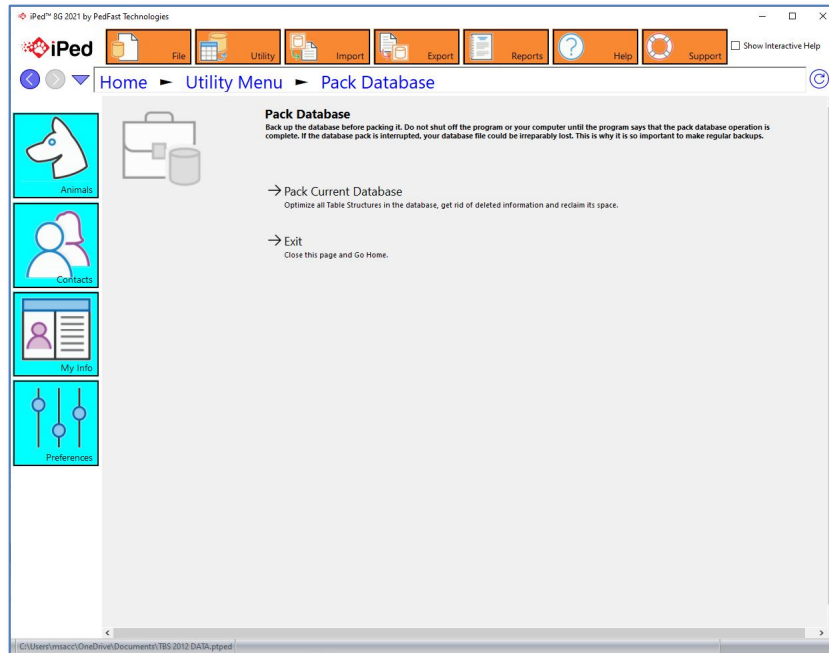 iPed™ 8G 2021 by PedFast Technologies
iPed
File
Utility
Import
Export
Reports
Help
Support
Show Interactive Help
Home ► Utility Menu ► Pack Database
Animals
Contacts
My Info
Preferences
Pack Database
Back up the database before packing it. Do not shut off the program or your computer until the program says that the pack database operation is
complete. If the database pack is interrupted, your database file could be irreparably lost. This is why it is so important to make regular backups.
→ Pack Current Database
Optimize all Table Structures in the database, get rid of deleted information and reclaim its space.
→ Exit
Close this page and Go Home.
C:\Users\msacc\OneDrive\Documents\TBS 2012 DATA.ptped